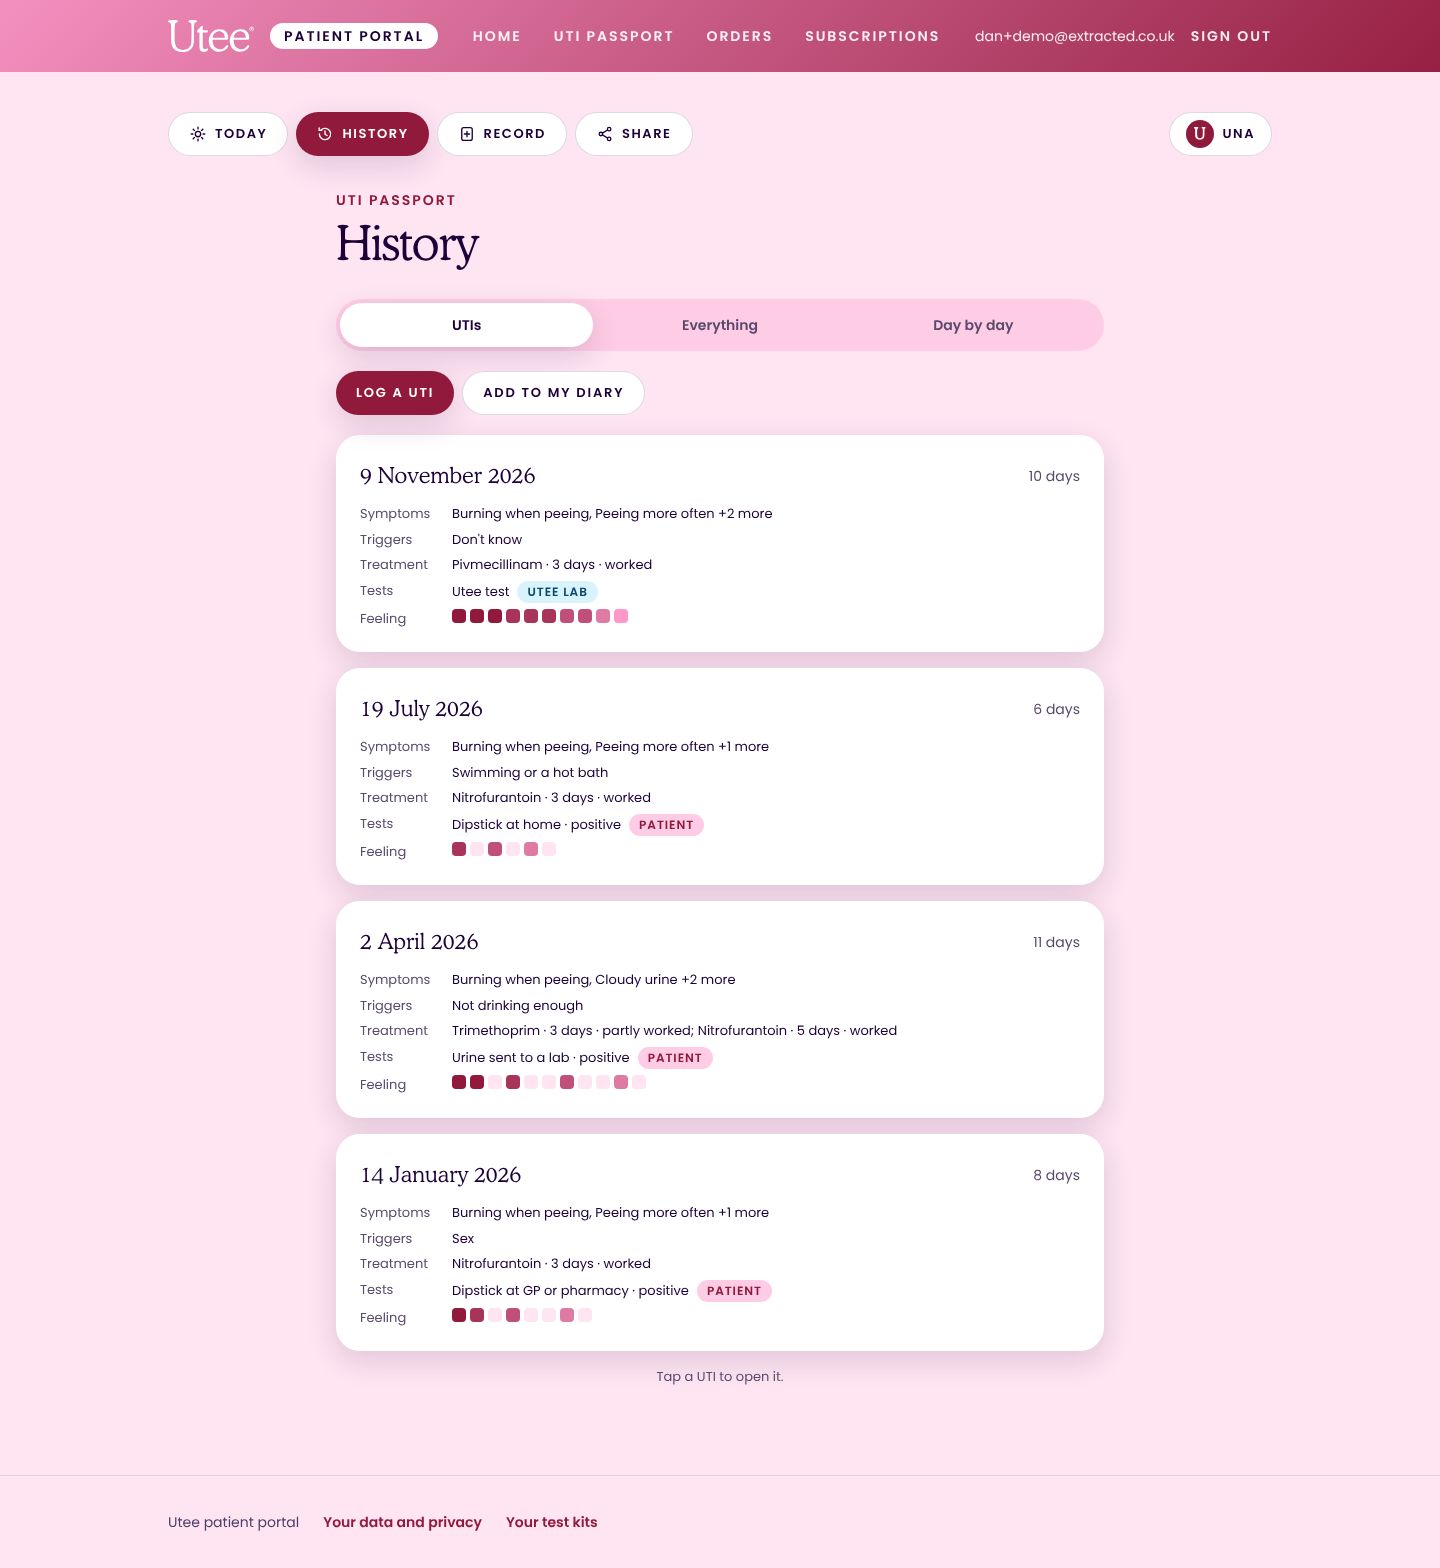 Utee® PATIENT PORTAL HOME UTI PASSPORT ORDERS SUBSCRIPTIONS dan+demo@extracted.co.uk SIGN OUT
TODAY HISTORY RECORD SHARE U UNA
UTI PASSPORT
History
UTIs Everything Day by day
LOG A UTI ADD TO MY DIARY
9 November 2026 10 days
Symptoms Burning when peeing, Peeing more often +2 more
Triggers Don't know
Treatment Pivmecillinam · 3 days · worked
Tests Utee test UTEE LAB
Feeling
19 July 2026 6 days
Symptoms Burning when peeing, Peeing more often +1 more
Triggers Swimming or a hot bath
Treatment Nitrofurantoin · 3 days · worked
Tests Dipstick at home · positive PATIENT
Feeling
2 April 2026 11 days
Symptoms Burning when peeing, Cloudy urine +2 more
Triggers Not drinking enough
Treatment Trimethoprim · 3 days · partly worked; Nitrofurantoin · 5 days · worked
Tests Urine sent to a lab · positive PATIENT
Feeling
14 January 2026 8 days
Symptoms Burning when peeing, Peeing more often +1 more
Triggers Sex
Treatment Nitrofurantoin · 3 days · worked
Tests Dipstick at GP or pharmacy · positive PATIENT
Feeling
Tap a UTI to open it.
Utee patient portal Your data and privacy Your test kits